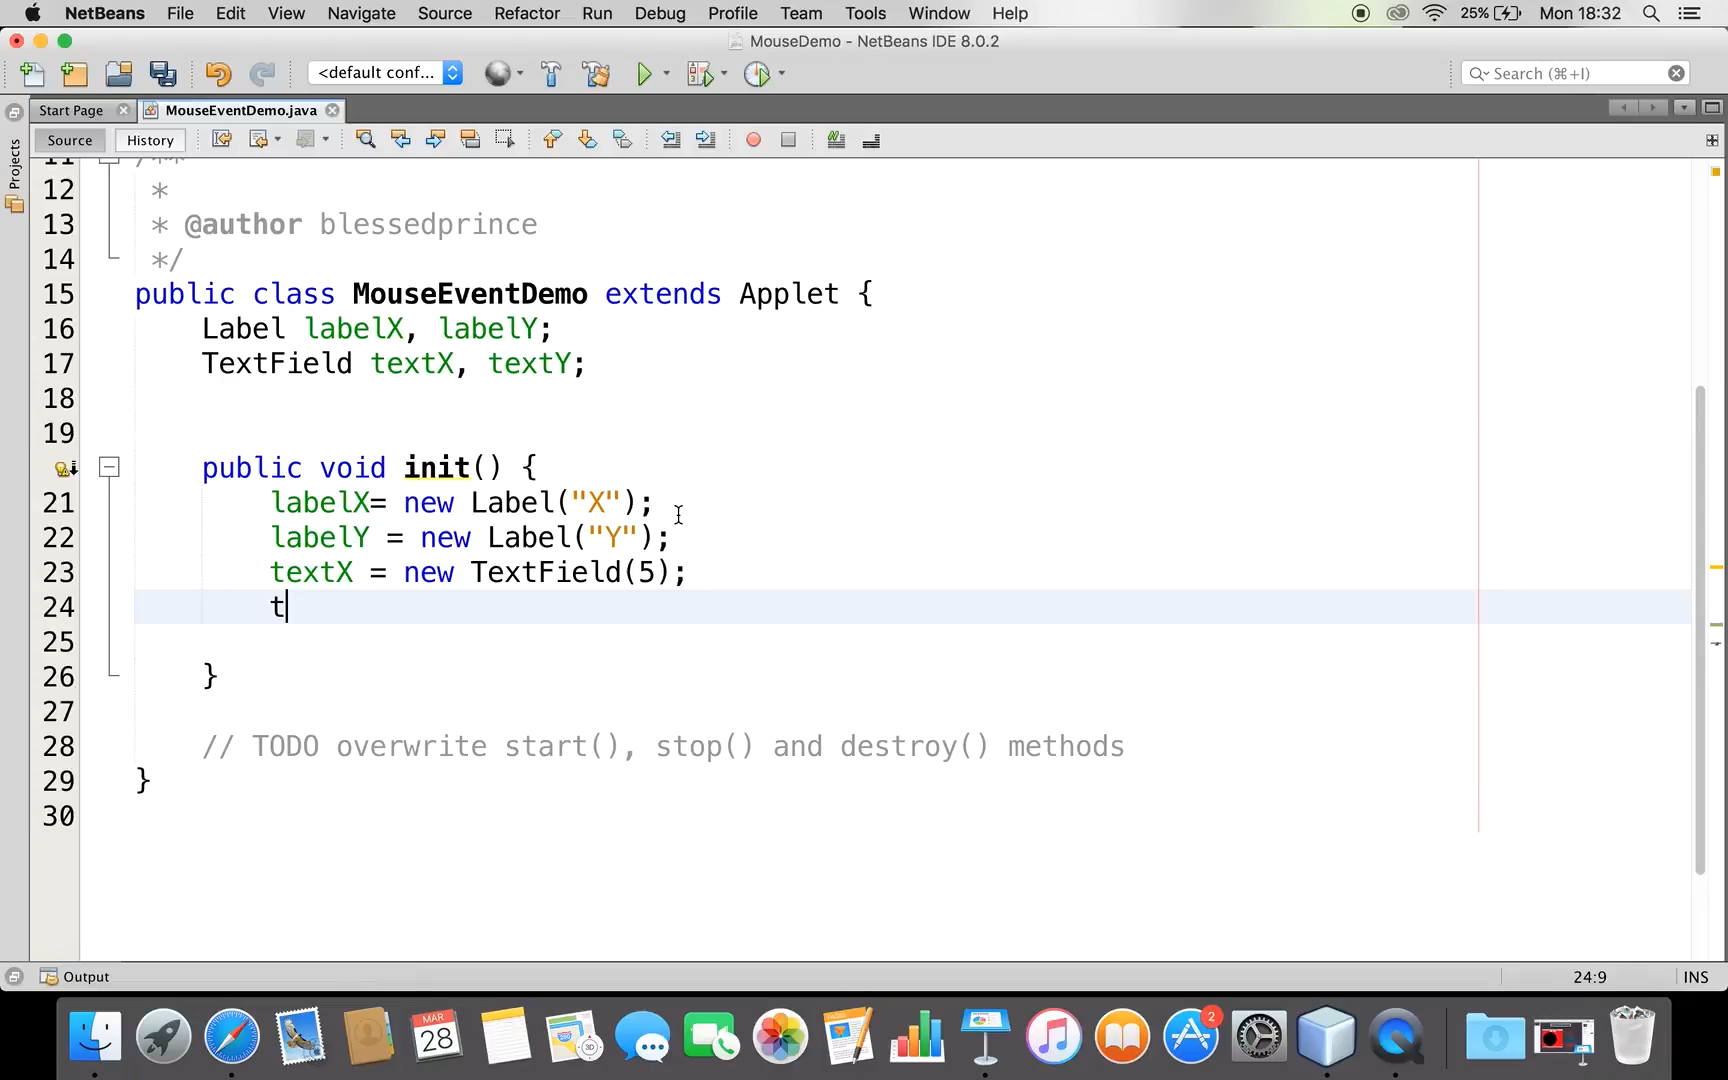 NetBeans File Edit View Navigate Source Refactor Run Debug Profile Team Tools Window Help 25% Mon 18:32
MouseDemo - NetBeans IDE 8.0.2
<default conf... Search (⌘+I)
Start Page MouseEventDemo.java
Source History
Projects
11 /**
12 *
13 * @author blessedprince
14 */
15 public class MouseEventDemo extends Applet {
16 Label labelX, labelY;
17 TextField textX, textY;
18
19
public void init() {
21 labelX= new Label("X");
22 labelY = new Label("Y");
23 textX = new TextField(5);
24 t
25
26 }
27
28 // TODO overwrite start(), stop() and destroy() methods
29 }
30
Output 24:9 INS
MAR
28
3D
2